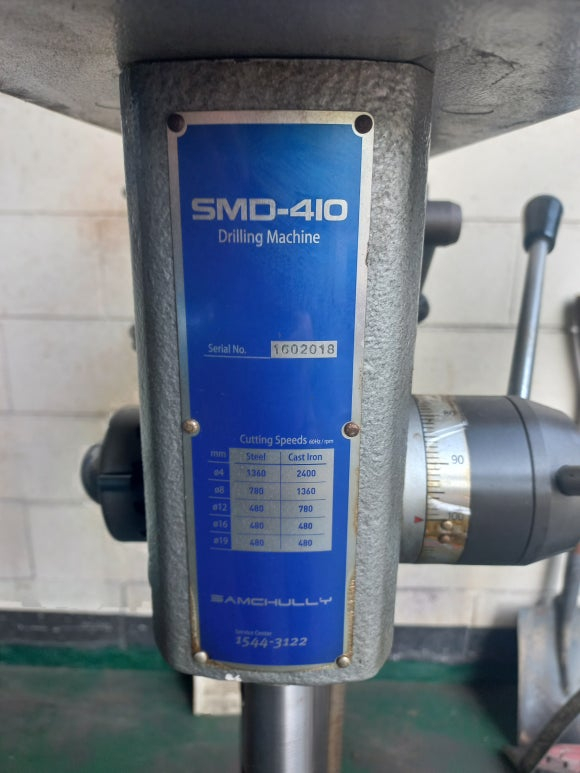 SMD-410
Drilling Machine
Serial No. 1602018
Cutting Speeds 60Hz/rpm
mm Steel Cast Iron
ø4 1360 2400
ø8 780 1360
ø12 480 780
ø16 480 480
ø19 480 480
SAMCHULLY
Service Center
1544-3122
90
100